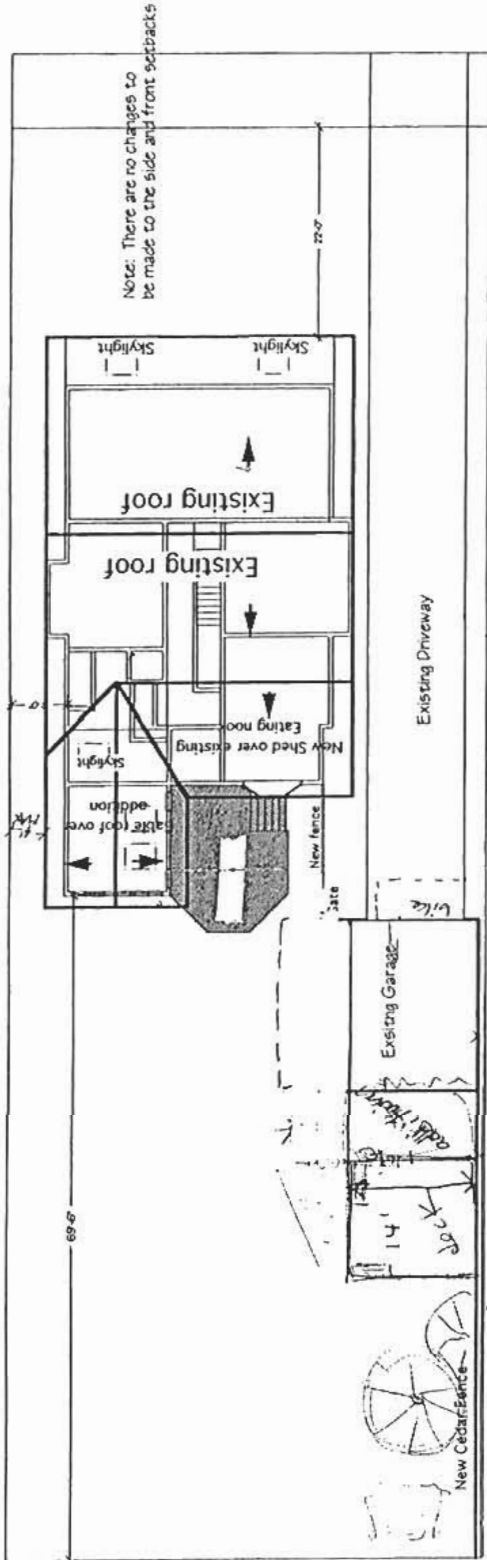 Note: There are no changes to
be made to the side and front setbacks
22'-0"
Skylight
Skylight
Existing roof
Existing roof
New Shed over existing
Eating nook
Skylight
gable roof over
addition
Existing Driveway
New fence
gate
Exsitng Garage
addition
14'
69'-6"
New Cedar Fence